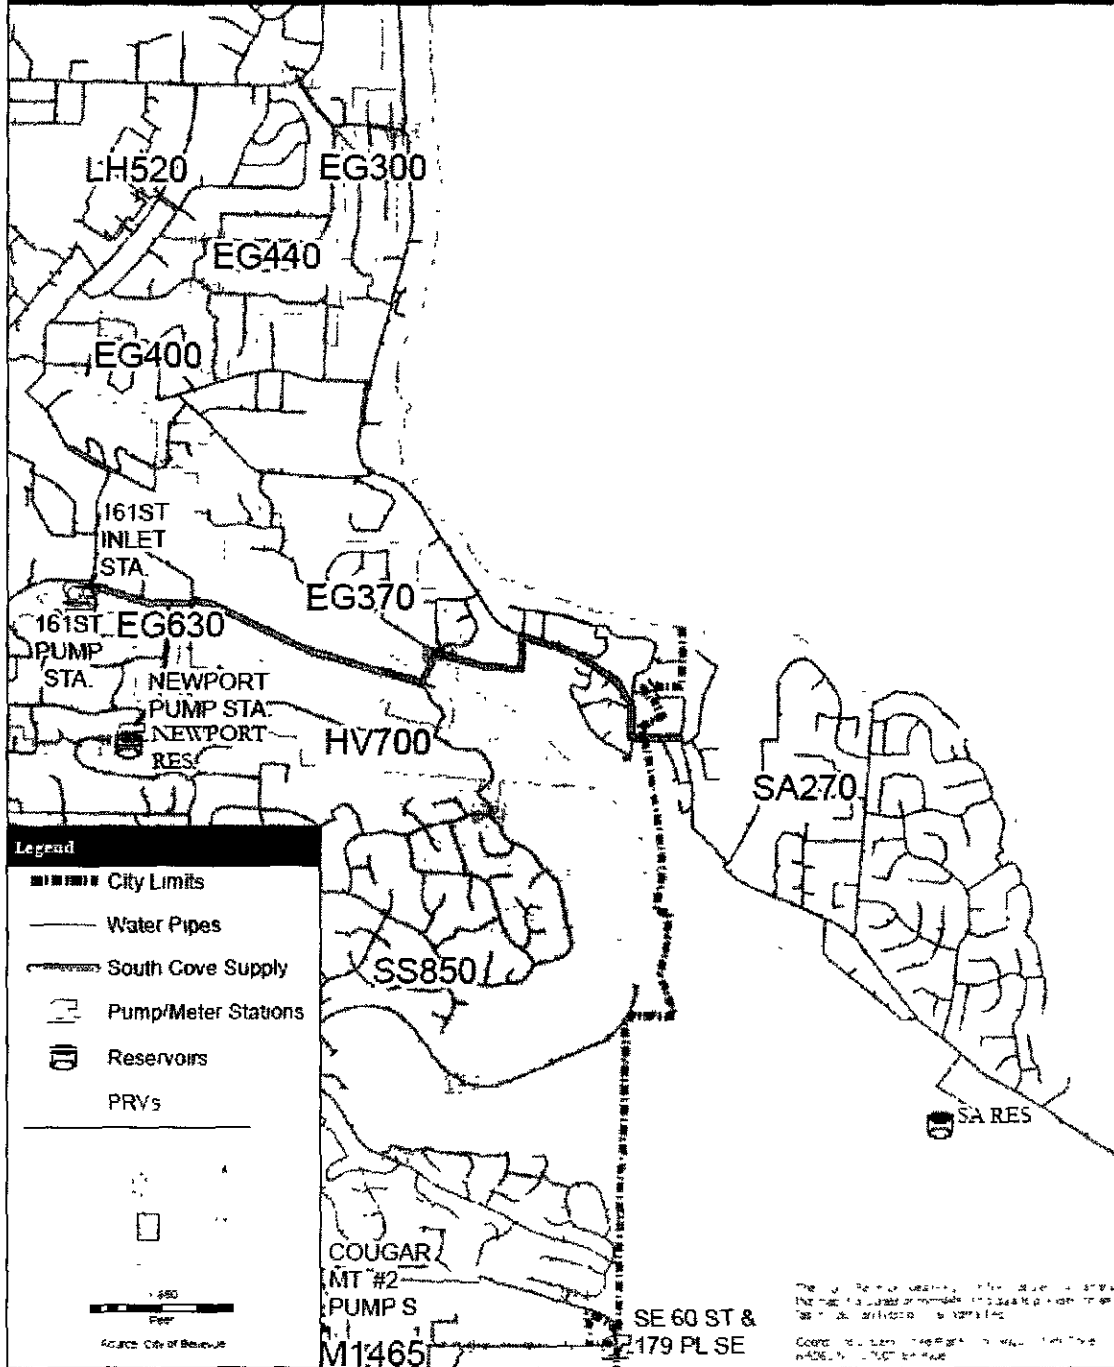 LH520
EG300
EG440
EG400
161ST
INLET
STA.
EG370
161ST
PUMP
STA.
EG630
NEWPORT
PUMP STA.
NEWPORT
RES.
HV700
SA270
SS850
SA RES
Legend
City Limits
Water Pipes
South Cove Supply
Pump/Meter Stations
Reservoirs
PRVs
Feet
Source: City of Bellevue
COUGAR
MT #2
PUMP S
M1465
SE 60 ST &
179 PL SE